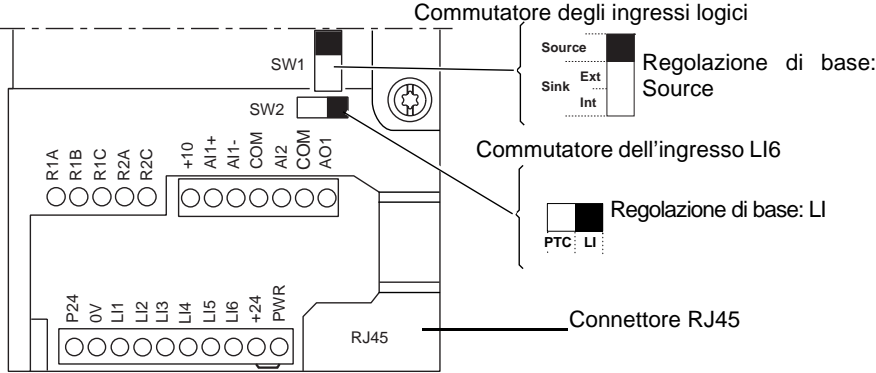 Commutatore degli ingressi logici
SW1
Source
Sink
Ext
Int
Regolazione di base:
Source
SW2
Commutatore dell'ingresso LI6
R1A
R1B
R1C
R2A
R2C
+10
AI1+
AI1-
COM
AI2
COM
AO1
Regolazione di base: LI
PTC
LI
P24
0V
LI1
LI2
LI3
LI4
LI5
LI6
+24
PWR
RJ45
Connettore RJ45